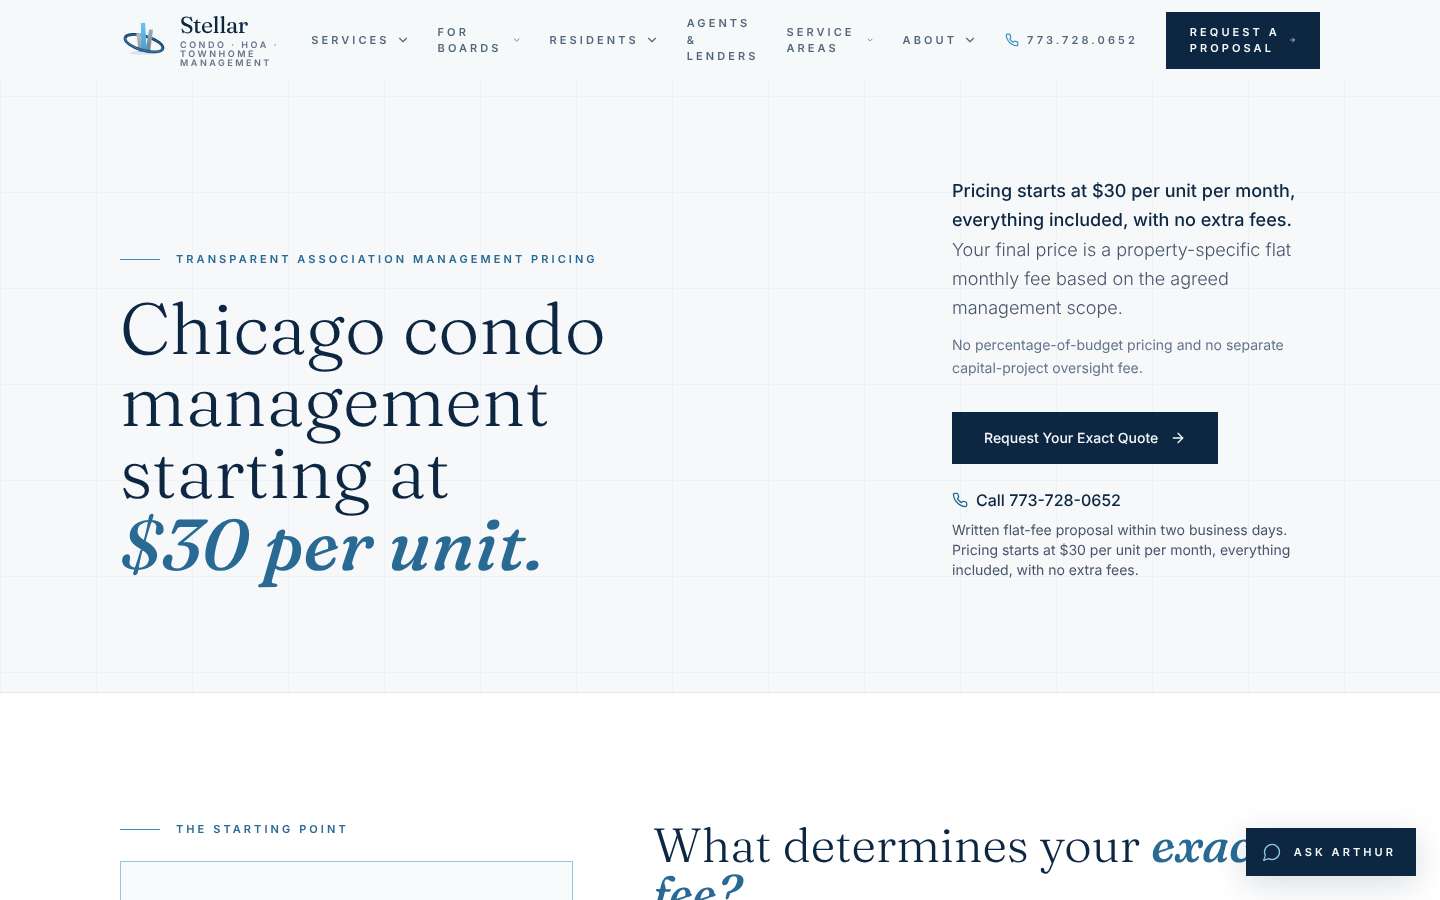 Stellar
CONDO · HOA ·
TOWNHOME
MANAGEMENT
SERVICES
FOR
BOARDS
RESIDENTS
AGENTS
&
LENDERS
SERVICE
AREAS
ABOUT
773.728.0652
REQUEST A
PROPOSAL
TRANSPARENT ASSOCIATION MANAGEMENT PRICING
Chicago condo
management
starting at
$30 per unit.
Pricing starts at $30 per unit per month,
everything included, with no extra fees.
Your final price is a property-specific flat
monthly fee based on the agreed
management scope.
No percentage-of-budget pricing and no separate
capital-project oversight fee.
Request Your Exact Quote
Call 773-728-0652
Written flat-fee proposal within two business days.
Pricing starts at $30 per unit per month, everything
included, with no extra fees.
THE STARTING POINT
What determines your
fee?
ASK ARTHUR